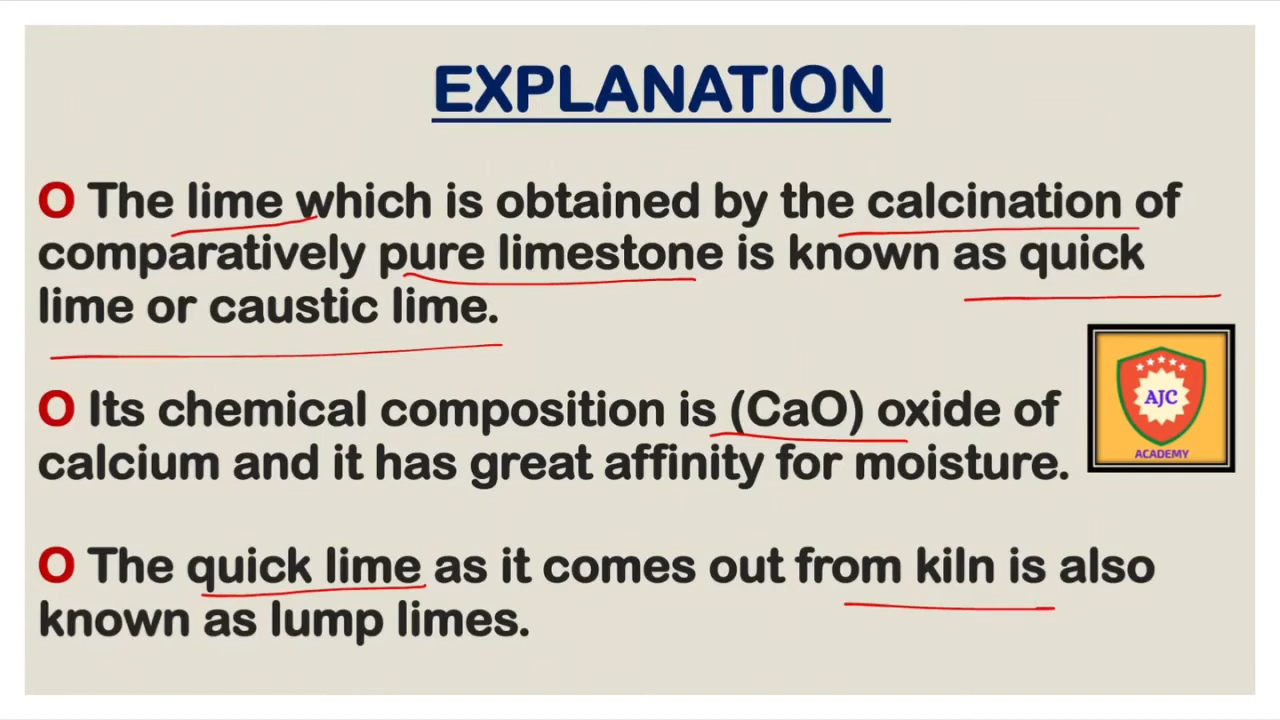 EXPLANATION
O The lime which is obtained by the calcination of
comparatively pure limestone is known as quick
lime or caustic lime.
O Its chemical composition is (CaO) oxide of
calcium and it has great affinity for moisture.
AJC
ACADEMY
O The quick lime as it comes out from kiln is also
known as lump limes.